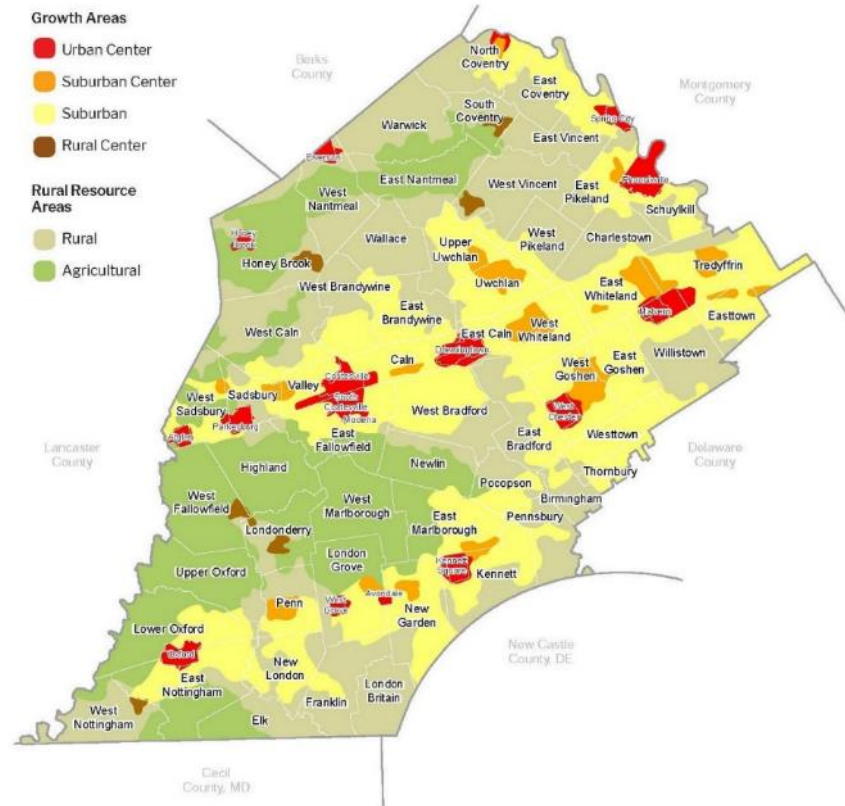 Growth Areas
Urban Center
Suburban Center
Suburban
Rural Center
Rural Resource
Areas
Rural
Agricultural
Berks
County
Montgomery
County
North
Coventry
East
Coventry
South
Coventry
Spring City
Warwick
East Vincent
Elverson
East Nantmeal
West Vincent
East
Pikeland
Phoenixville
West
Nantmeal
Schuylkill
Honey
Brook
Wallace
West
Pikeland
Charlestown
Honey Brook
Upper
Uwchlan
Tredyffrin
Uwchlan
East
Whiteland
West Brandywine
Malvern
Easttown
East
Brandywine
West
Whiteland
West Caln
East Caln
Downingtown
Willistown
Caln
West
Goshen
East
Goshen
Coatesville
Valley
Sadsbury
West
Sadsbury
South
Coatesville
Modena
West Bradford
West
Chester
Parkesburg
Atglen
East
Fallowfield
East
Bradford
Westtown
Lancaster
County
Delaware
County
Highland
Newlin
Thornbury
Pocopson
West
Fallowfield
West
Marlborough
Birmingham
East
Marlborough
Pennsbury
Londonderry
London
Grove
Kennett
Square
Kennett
Upper Oxford
Penn
West
Grove
Avondale
New
Garden
Lower Oxford
New Castle
County, DE
Oxford
East
Nottingham
New
London
London
Britain
Franklin
West
Nottingham
Elk
Cecil
County, MD